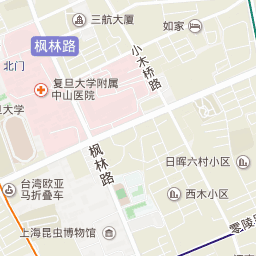 三航大厦
如家
枫林路
小木桥路
北门
复旦大学附属
中山医院
旦大学
枫林路
日晖六村小区
台湾欧亚
马折叠车
西木小区
零陵
上海昆虫博物馆